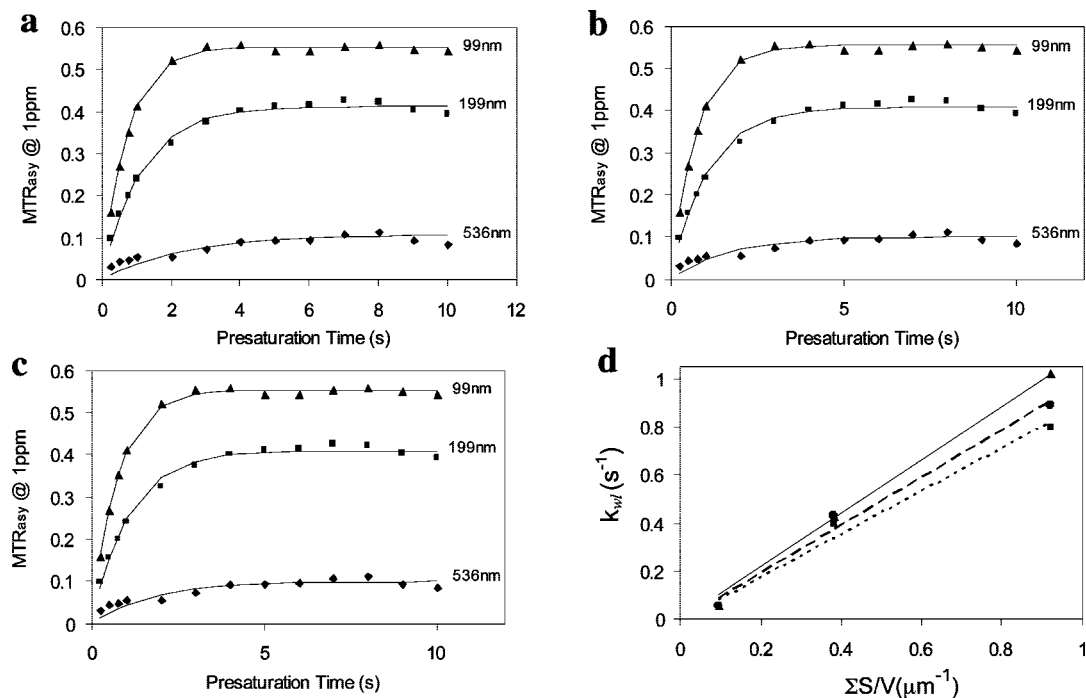 a
MTRasy @ 1ppm
0.6
0.5
0.4
0.3
0.2
0.1
0
99nm
199nm
536nm
0 2 4 6 8 10 12
Presaturation Time (s)
b
MTRasy @ 1ppm
0.6
0.5
0.4
0.3
0.2
0.1
0
99nm
199nm
536nm
0 5 10
Presaturation Time (s)
c
MTRasy @ 1ppm
0.6
0.5
0.4
0.3
0.2
0.1
0
99nm
199nm
536nm
0 5 10
Presaturation Time (s)
d
kwl (s⁻¹)
1
0.8
0.6
0.4
0.2
0
0 0.2 0.4 0.6 0.8 1
ΣS/V(μm⁻¹)